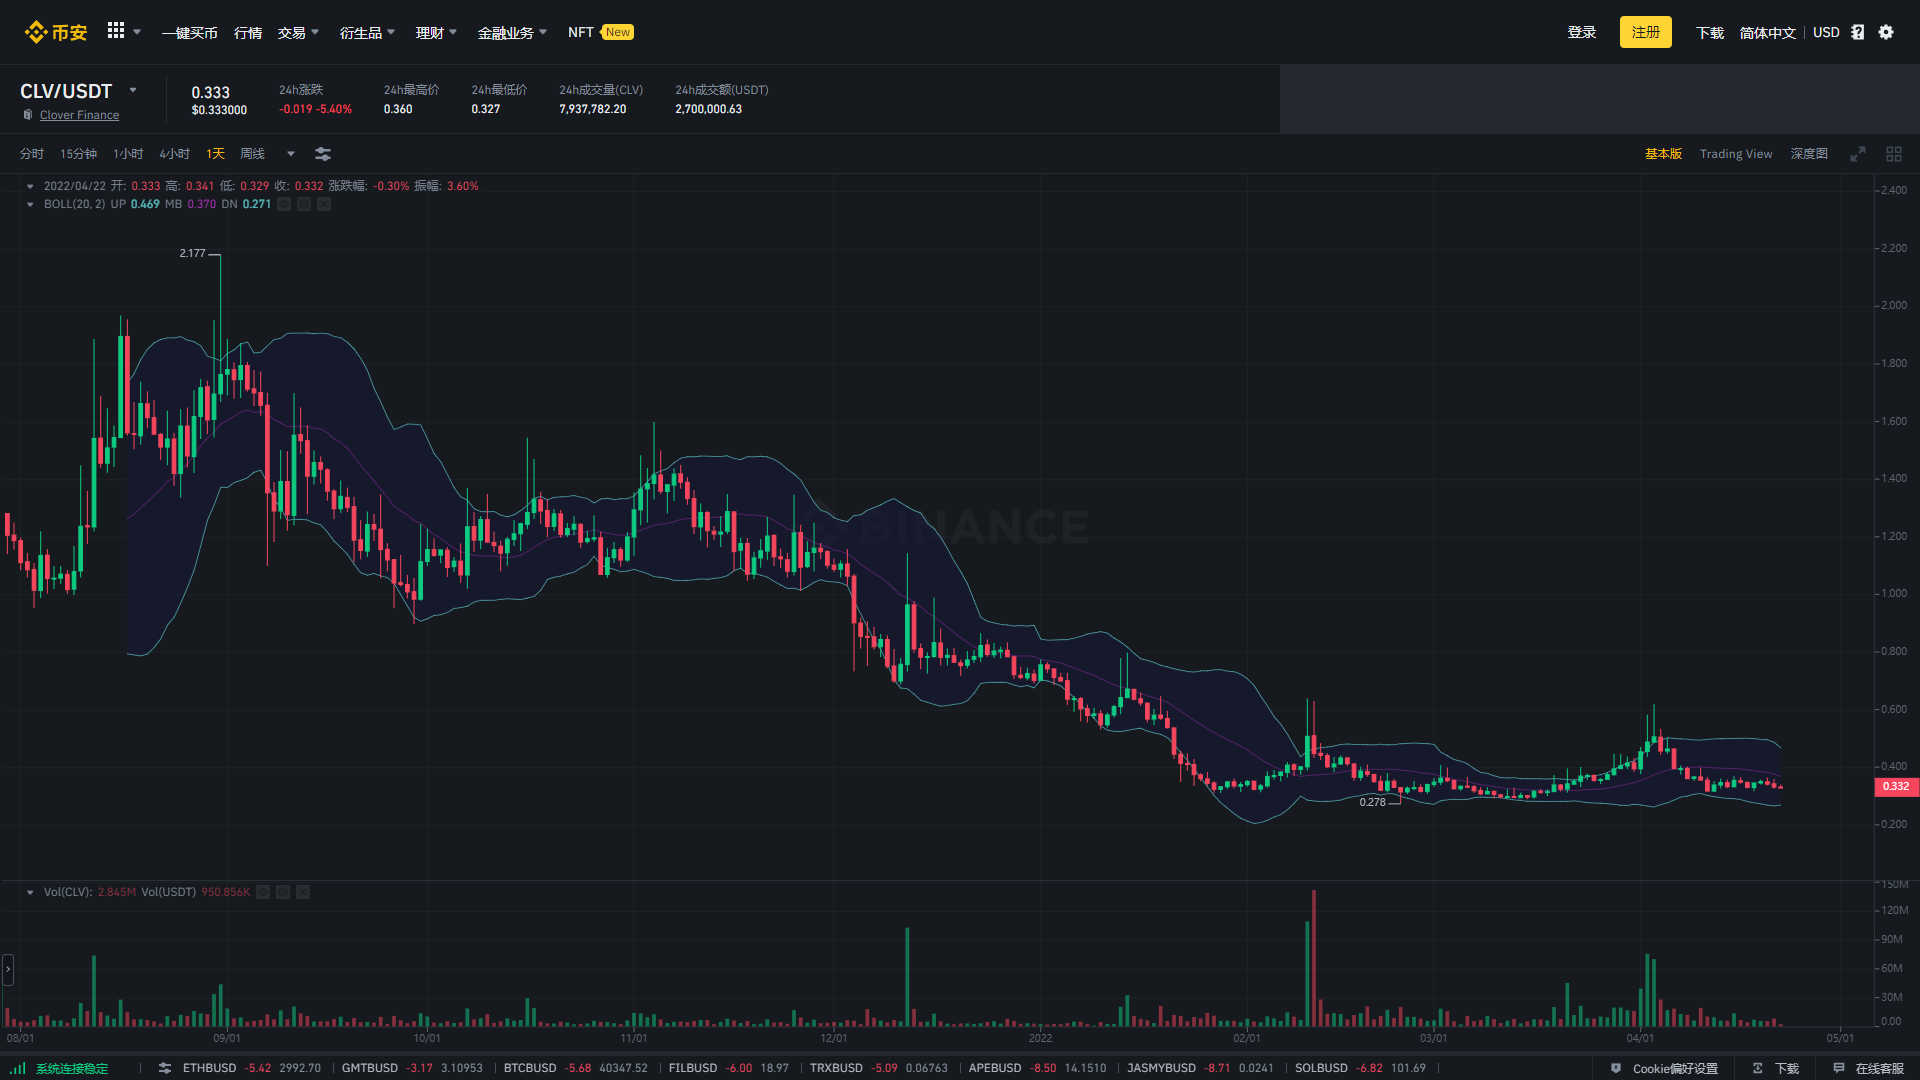 币安 一键买币 行情 交易 衍生品 理财 金融业务 NFT New 登录 注册 下载 简体中文 USD
CLV/USDT
Clover Finance
0.333
$0.333000
24h涨跌
-0.019 -5.40%
24h最高价
0.360
24h最低价
0.327
24h成交量(CLV)
7,937,782.20
24h成交额(USDT)
2,700,000.63
分时 15分钟 1小时 4小时 1天 周线 基本版 Trading View 深度图
2022/04/22 开: 0.333 高: 0.341 低: 0.329 收: 0.332 涨跌幅: -0.30% 振幅: 3.60%
BOLL(20, 2) UP 0.469 MB 0.370 DN 0.271
2.177
0.278
BINANCE
2.400
2.200
2.000
1.800
1.600
1.400
1.200
1.000
0.800
0.600
0.400
0.332
0.200
Vol(CLV): 2.845M Vol(USDT) 950.856K
150M
120M
90M
60M
30M
0.00
08/01 09/01 10/01 11/01 12/01 2022 02/01 03/01 04/01 05/01
系统连接稳定 ETHBUSD -5.42 2992.70 GMTBUSD -3.17 3.10953 BTCBUSD -5.68 40347.52 FILBUSD -6.00 18.97 TRXBUSD -5.09 0.06763 APEBUSD -8.50 14.1510 JASMYBUSD -8.71 0.0241 SOLBUSD -6.82 101.69 Cookie偏好设置 下载 在线客服